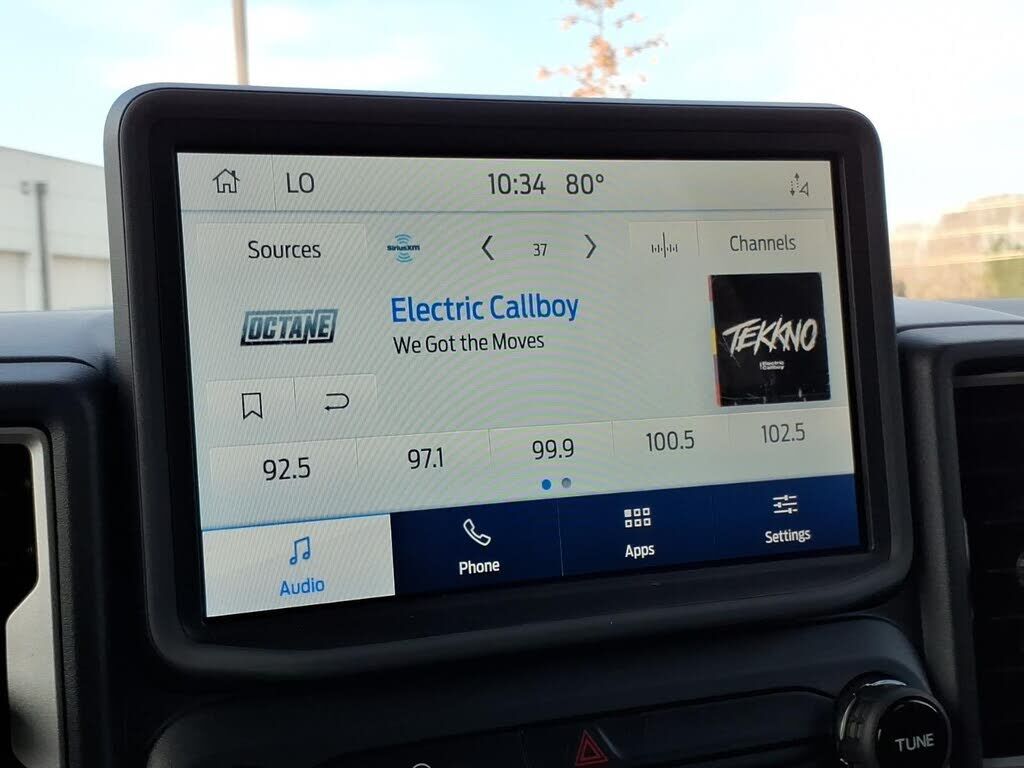 LO 10:34 80°
Sources SiriusXM 37 Channels
OCTANE
Electric Callboy
We Got the Moves
TEKKNO
Electric
Callboy
92.5 97.1 99.9 100.5 102.5
Audio Phone Apps Settings
TUNE